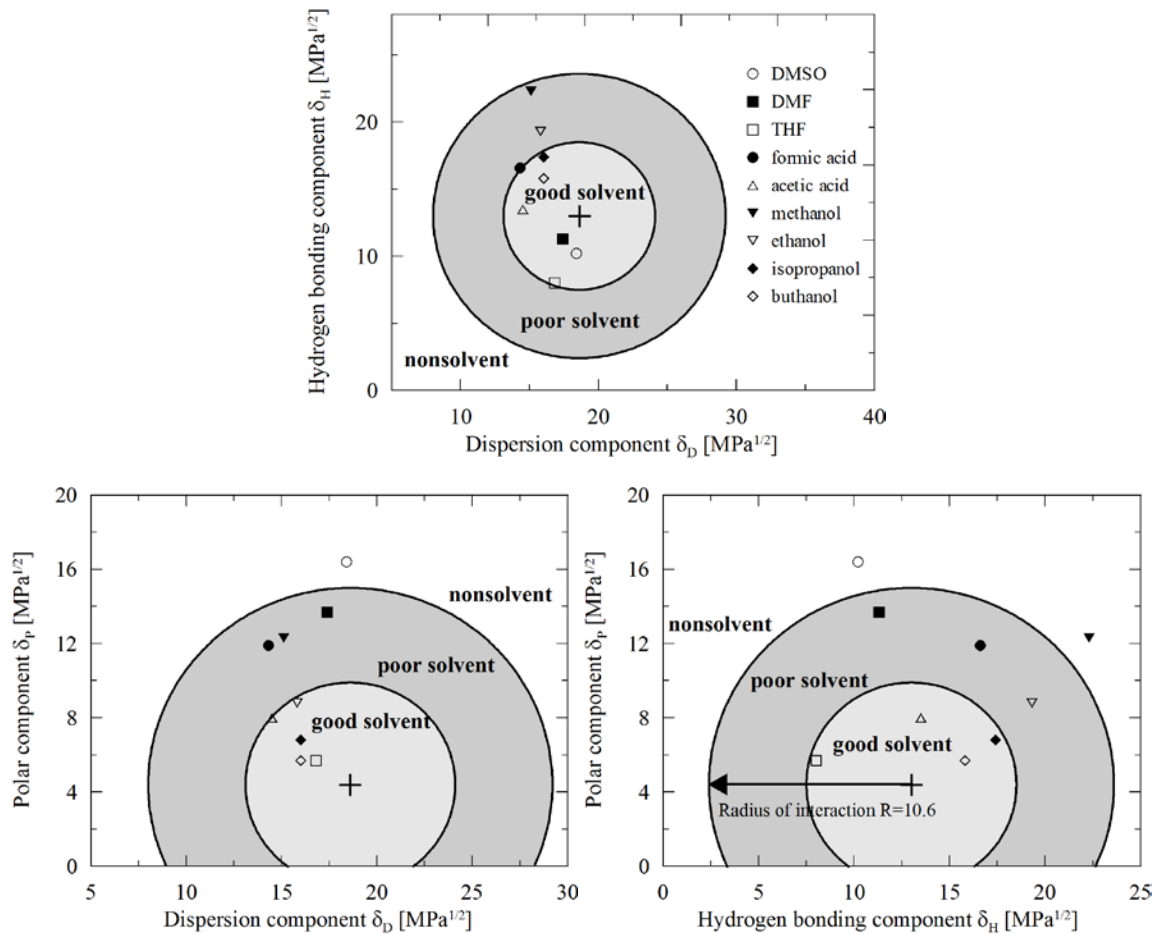 Hydrogen bonding component δH [MPa1/2]
20
10
0
10
20
30
40
Dispersion component δD [MPa1/2]
good solvent
poor solvent
nonsolvent
DMSO
DMF
THF
formic acid
acetic acid
methanol
ethanol
isopropanol
buthanol
Polar component δP [MPa1/2]
20
16
12
8
4
0
5
10
15
20
25
30
Dispersion component δD [MPa1/2]
nonsolvent
poor solvent
good solvent
Polar component δP [MPa1/2]
20
16
12
8
4
0
0
5
10
15
20
25
Hydrogen bonding component δH [MPa1/2]
nonsolvent
poor solvent
good solvent
Radius of interaction R=10.6